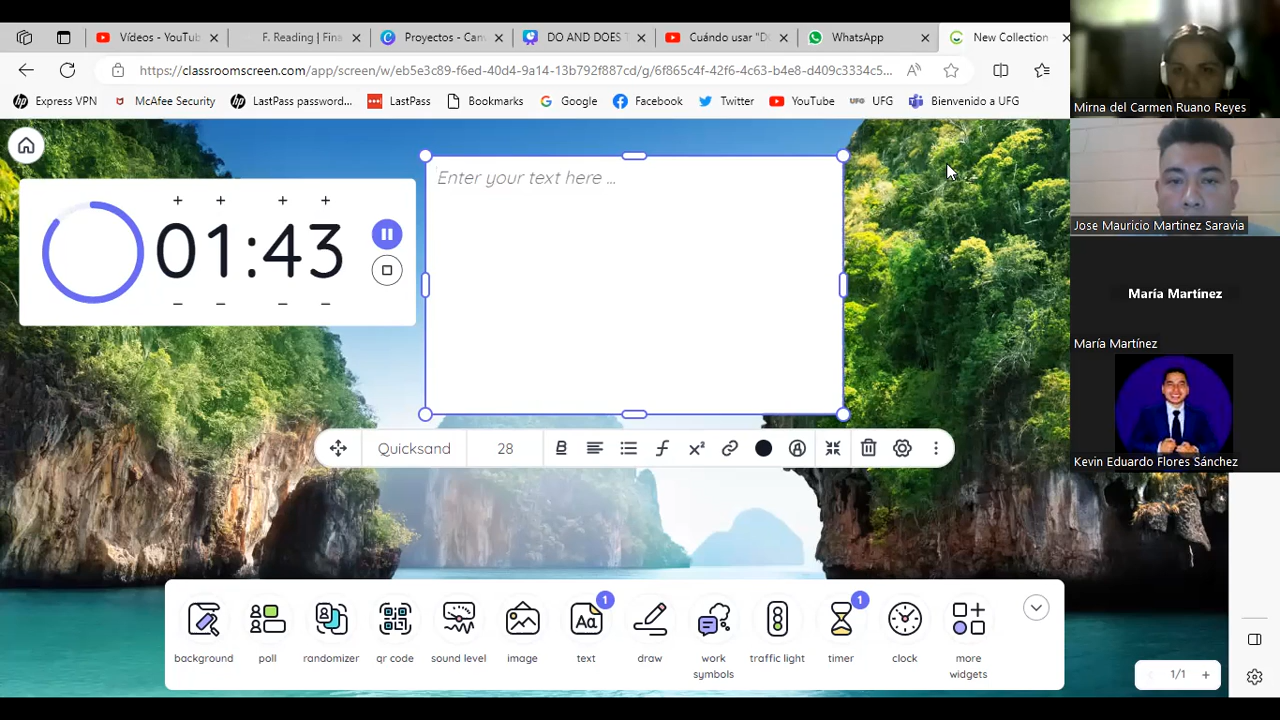 Vídeos - YouTub
F. Reading | Fina
Proyectos - Can
DO AND DOES T
Cuándo usar "D
WhatsApp
New Collection
https://classroomscreen.com/app/screen/w/eb5e3c89-f6ed-40d4-9a14-13b792f887cd/g/6f865c4f-42f6-4c63-b4e8-d409c3334c5...
Express VPN
McAfee Security
LastPass password...
LastPass
Bookmarks
Google
Facebook
Twitter
YouTube
UFG
Bienvenido a UFG
Mirna del Carmen Ruano Reyes
Jose Mauricio Martinez Saravia
María Martínez
María Martínez
Kevin Eduardo Flores Sánchez
01:43
Enter your text here ...
Quicksand
28
background
poll
randomizer
qr code
sound level
image
1
text
draw
work
symbols
traffic light
1
timer
clock
more
widgets
1/1